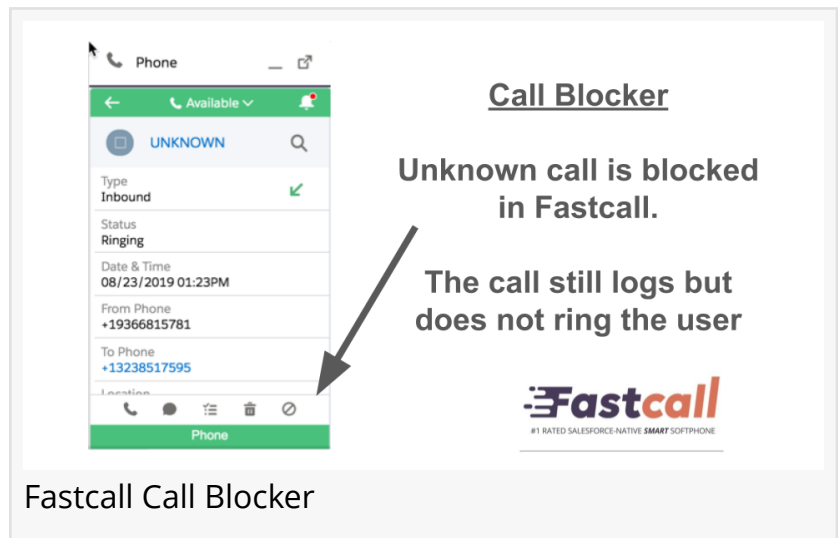 Phone
Available
UNKNOWN
Type
Inbound
Status
Ringing
Date & Time
08/23/2019 01:23PM
From Phone
+19366815781
To Phone
+13238517595
Location
Phone
Call Blocker
Unknown call is blocked
in Fastcall.
The call still logs but
does not ring the user
Fastcall
#1 RATED SALESFORCE-NATIVE SMART SOFTPHONE
Fastcall Call Blocker